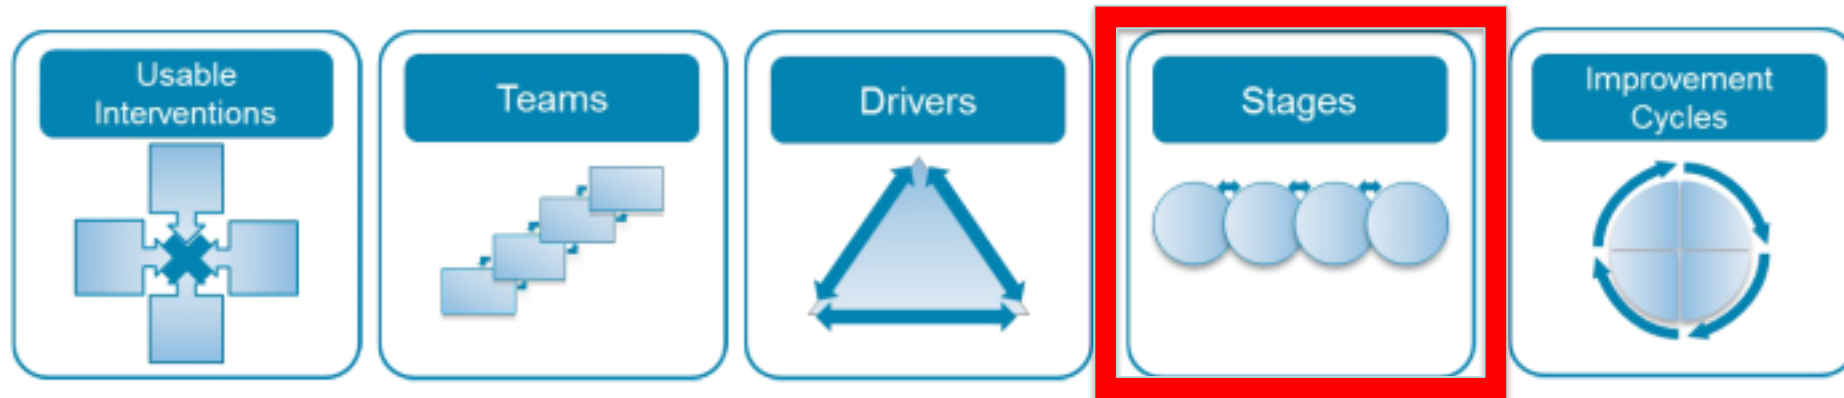 Usable
Interventions
Teams
Drivers
Stages
Improvement
Cycles